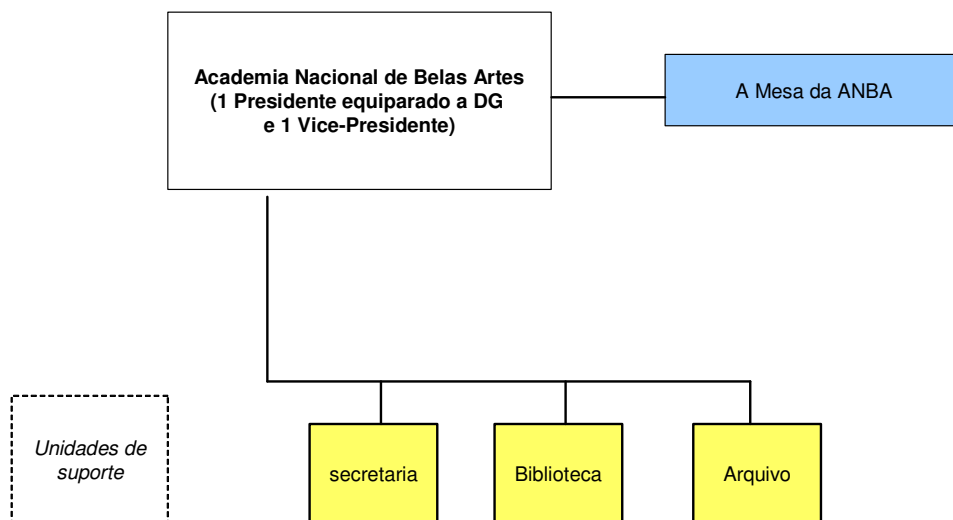 Academia Nacional de Belas Artes
(1 Presidente equiparado a DG
e 1 Vice-Presidente)
A Mesa da ANBA
Unidades de
suporte
secretaria
Biblioteca
Arquivo